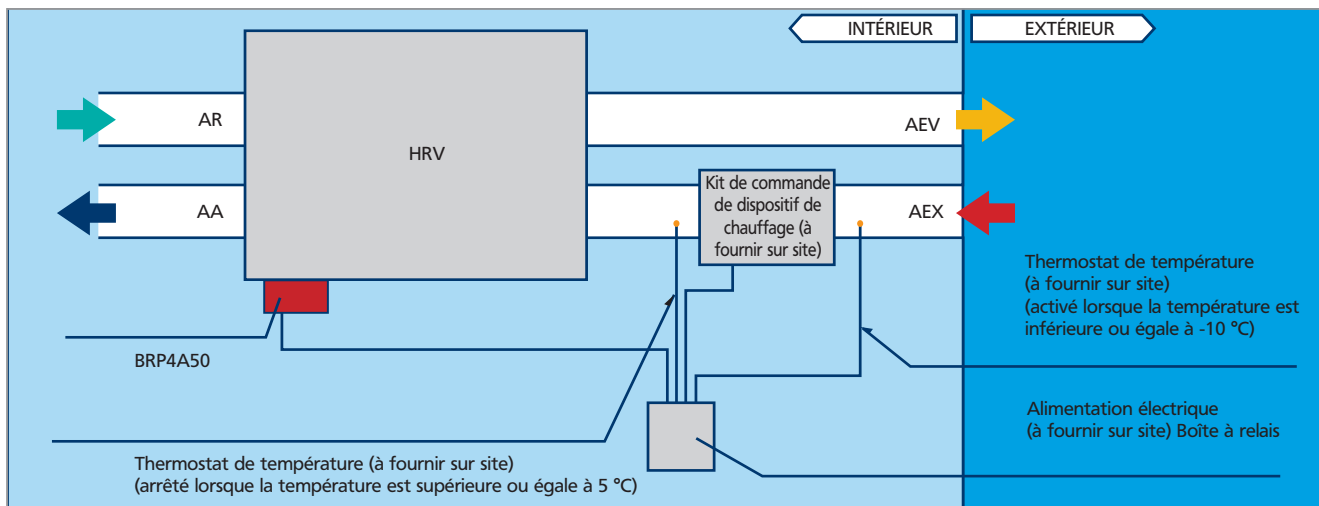 INTÉRIEUR
EXTÉRIEUR
AR
HRV
AEV
AA
Kit de commande
de dispositif de
chauffage (à
fournir sur site)
AEX
Thermostat de température
(à fournir sur site)
(activé lorsque la température est
inférieure ou égale à -10 °C)
BRP4A50
Alimentation électrique
(à fournir sur site) Boîte à relais
Thermostat de température (à fournir sur site)
(arrêté lorsque la température est supérieure ou égale à 5 °C)